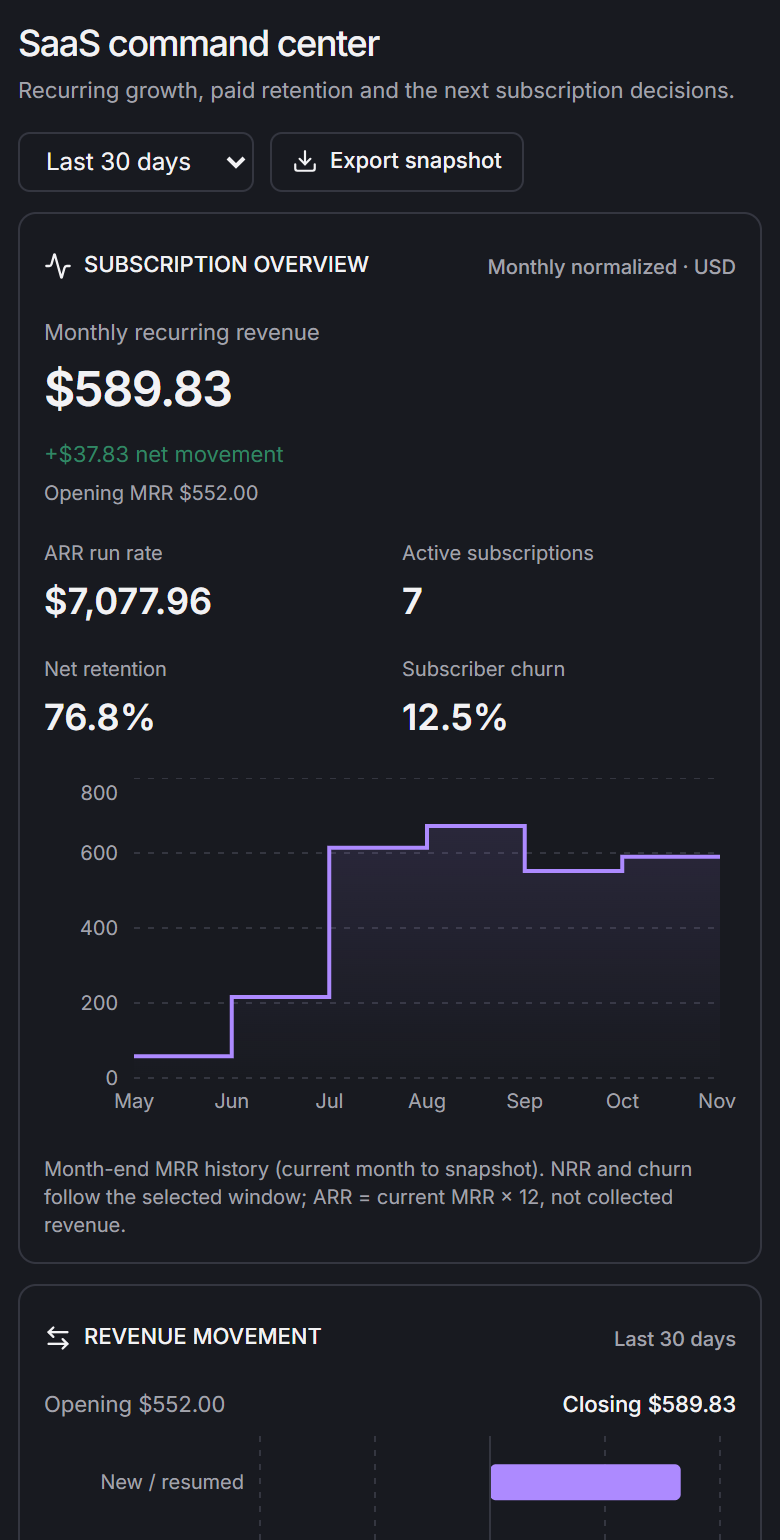 SaaS command center
Recurring growth, paid retention and the next subscription decisions.
Last 30 days
Export snapshot
SUBSCRIPTION OVERVIEW
Monthly normalized · USD
Monthly recurring revenue
$589.83
+$37.83 net movement
Opening MRR $552.00
ARR run rate
Active subscriptions
$7,077.96
7
Net retention
Subscriber churn
76.8%
12.5%
800
600
400
200
0
May Jun Jul Aug Sep Oct Nov
Month-end MRR history (current month to snapshot). NRR and churn
follow the selected window; ARR = current MRR × 12, not collected
revenue.
REVENUE MOVEMENT
Last 30 days
Opening $552.00
Closing $589.83
New / resumed